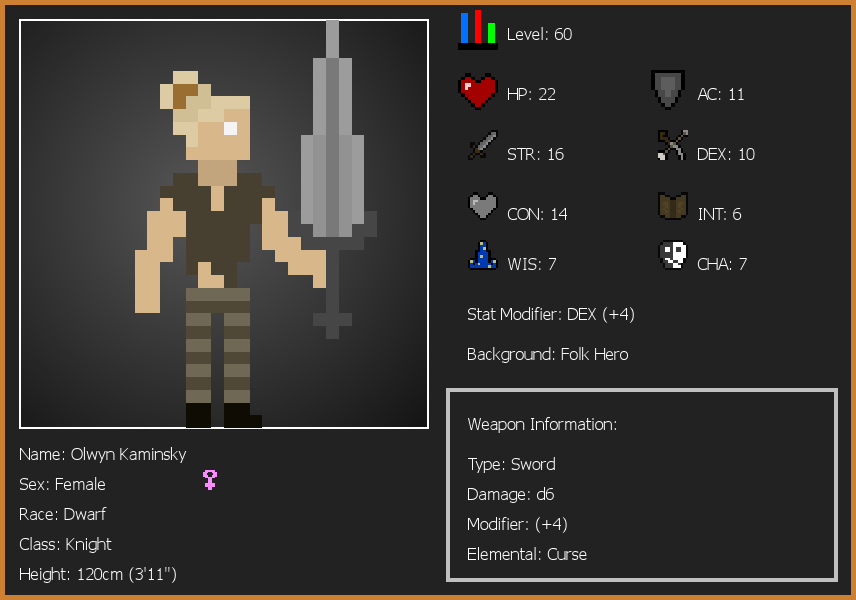 Level: 60
HP: 22
AC: 11
STR: 16
DEX: 10
CON: 14
INT: 6
WIS: 7
CHA: 7
Stat Modifier: DEX (+4)
Background: Folk Hero
Weapon Information:
Type: Sword
Damage: d6
Modifier: (+4)
Elemental: Curse
Name: Olwyn Kaminsky
Sex: Female
Race: Dwarf
Class: Knight
Height: 120cm (3'11")